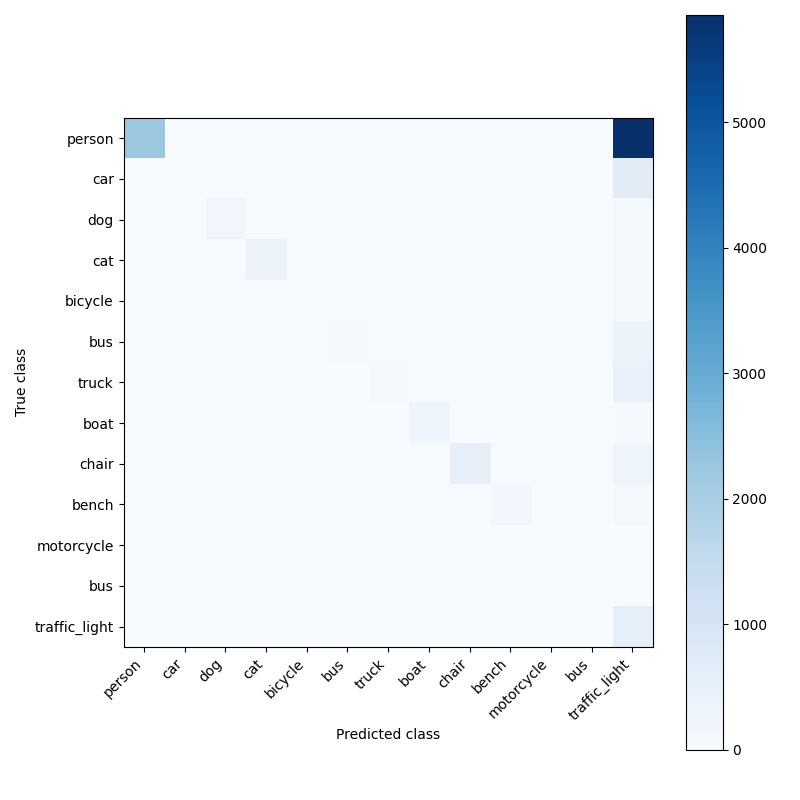 person
car
dog
cat
bicycle
bus
truck
boat
chair
bench
motorcycle
bus
traffic_light
True class
person
car
dog
cat
bicycle
bus
truck
boat
chair
bench
motorcycle
bus
traffic_light
Predicted class
5000
4000
3000
2000
1000
0